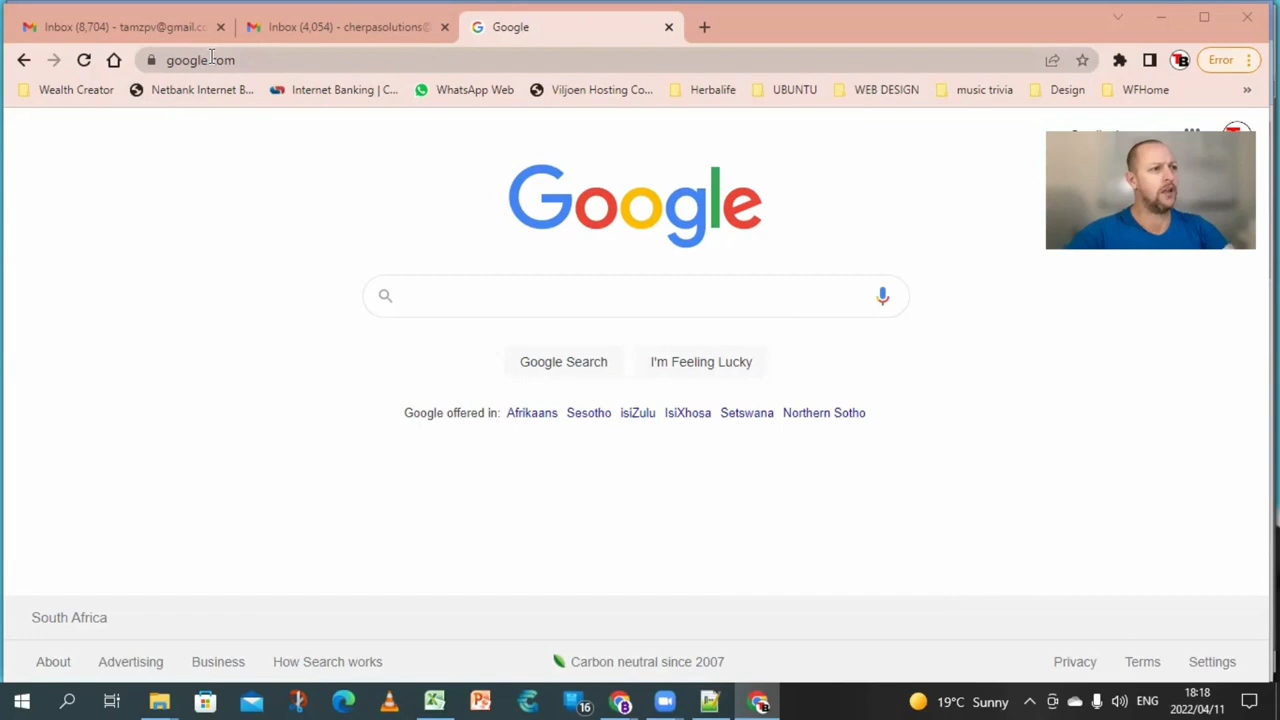 Inbox (8,704) - tamzpv@gmail.cc
Inbox (4,054) - cherpasolutions@
Google
google.com
Error
Wealth Creator
Netbank Internet B...
Internet Banking | C...
WhatsApp Web
Viljoen Hosting Co...
Herbalife
UBUNTU
WEB DESIGN
music trivia
Design
WFHome
»
Google
Google Search
I'm Feeling Lucky
Google offered in: Afrikaans Sesotho isiZulu IsiXhosa Setswana Northern Sotho
South Africa
About Advertising Business How Search works
Carbon neutral since 2007
Privacy Terms Settings
16
19°C Sunny
ENG
18:18
2022/04/11